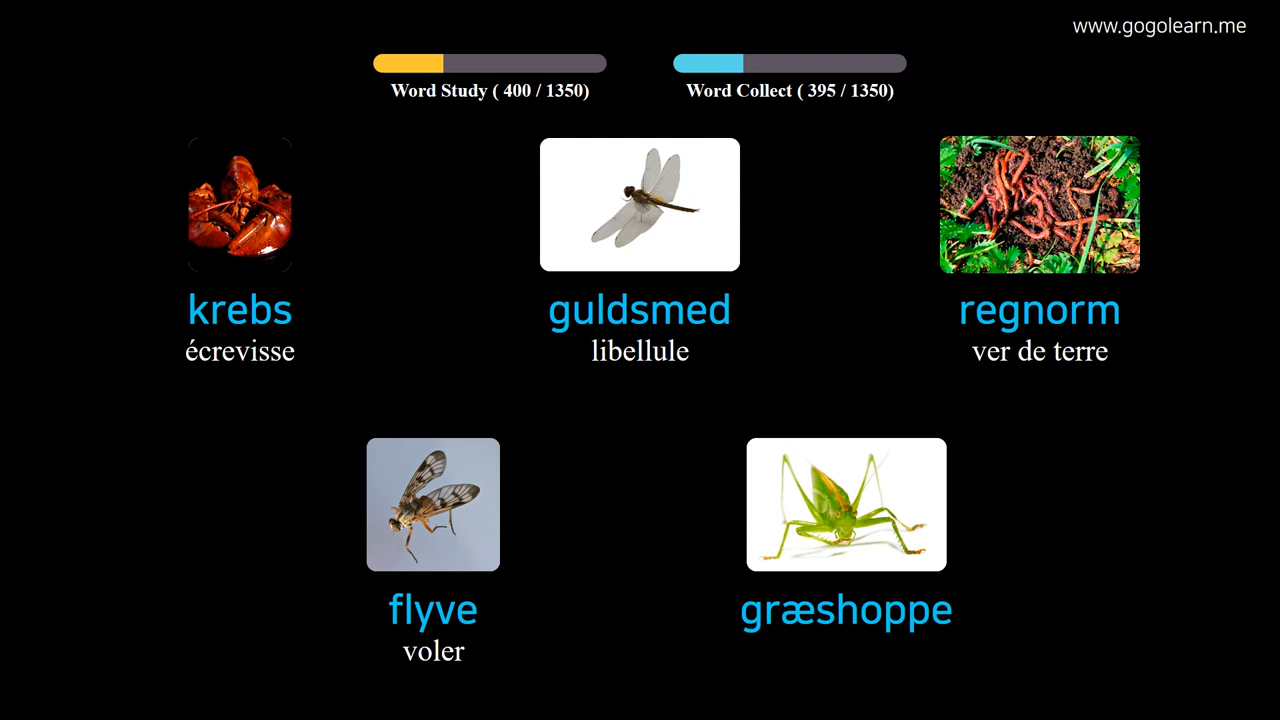 www.gogolearn.me
Word Study ( 400 / 1350)
Word Collect ( 395 / 1350)
krebs
écrevisse
guldsmed
libellule
regnorm
ver de terre
flyve
voler
græshoppe